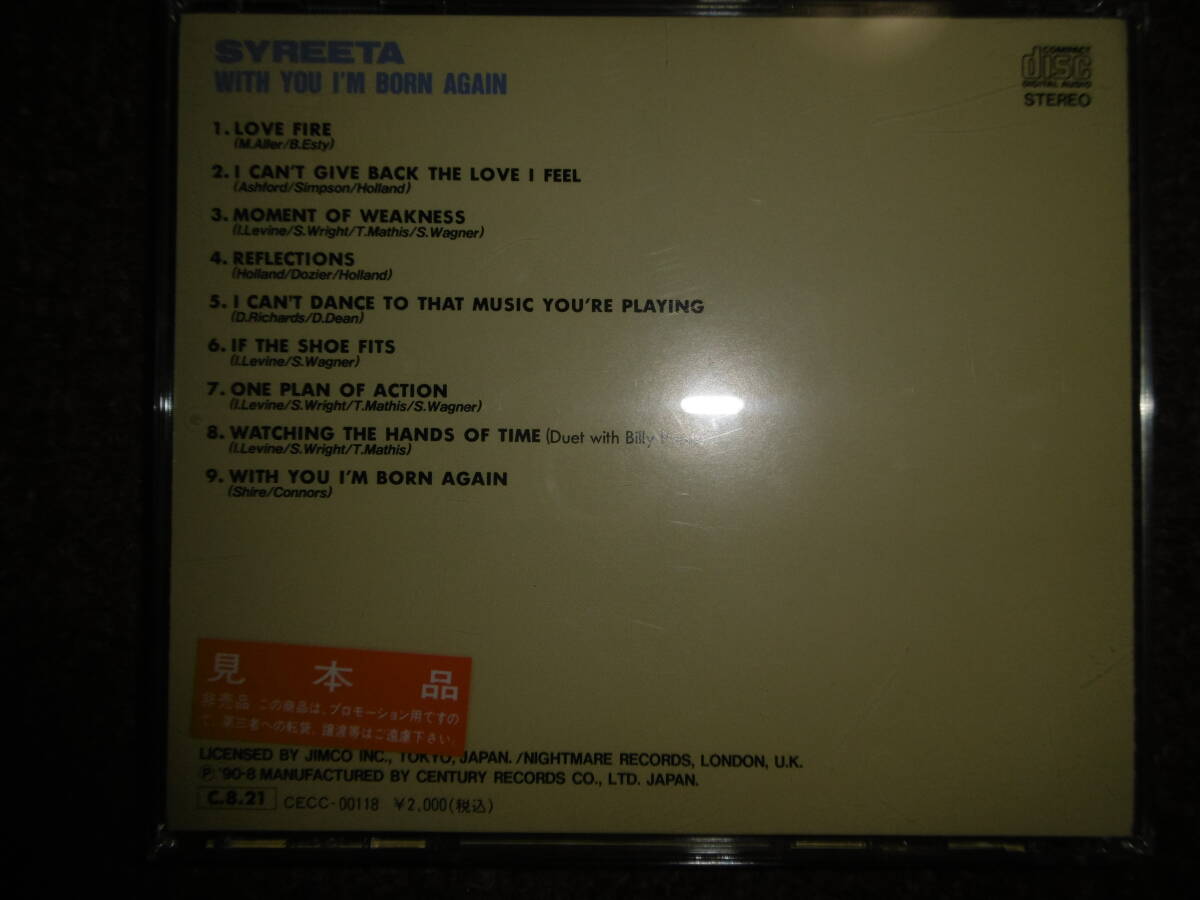 SYREETA
WITH YOU I'M BORN AGAIN
COMPACT
disc
DIGITAL AUDIO
STEREO
1. LOVE FIRE
(M.Aller/B.Esty)
2. I CAN'T GIVE BACK THE LOVE I FEEL
(Ashford/Simpson/Holland)
3. MOMENT OF WEAKNESS
(I.Levine/S.Wright/T.Mathis/S.Wagner)
4. REFLECTIONS
(Holland/Dozier/Holland)
5. I CAN'T DANCE TO THAT MUSIC YOU'RE PLAYING
(D.Richards/D.Dean)
6. IF THE SHOE FITS
(I.Levine/S.Wagner)
7. ONE PLAN OF ACTION
(I.Levine/S.Wright/T.Mathis/S.Wagner)
8. WATCHING THE HANDS OF TIME (Duet with Billy
(I.Levine/S.Wright/T.Mathis)
9. WITH YOU I'M BORN AGAIN
(Shire/Connors)
見本品
非売品 この商品は、プロモーション用ですの
で、第三者への転貸、譲渡等はご遠慮下さい。
LICENSED BY JIMCO INC., TOKYO, JAPAN. /NIGHTMARE RECORDS, LONDON, U.K.
Ⓟ '90-8 MANUFACTURED BY CENTURY RECORDS CO., LTD. JAPAN.
C.8.21 CECC-00118 ¥2,000(税込)